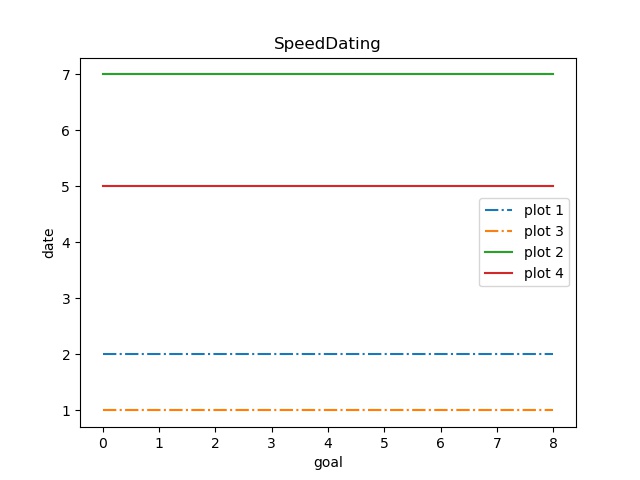 SpeedDating
7
6
5
4
3
2
1
date
plot 1
plot 3
plot 2
plot 4
0 1 2 3 4 5 6 7 8
goal